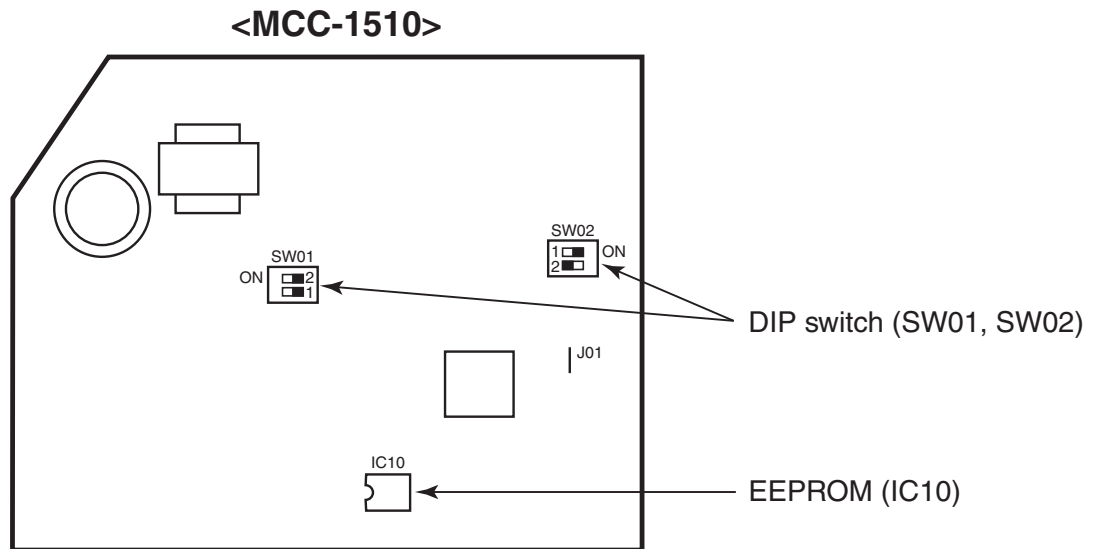 <MCC-1510>
SW02
1 ON
2
SW01
ON 2
1
DIP switch (SW01, SW02)
J01
IC10
EEPROM (IC10)